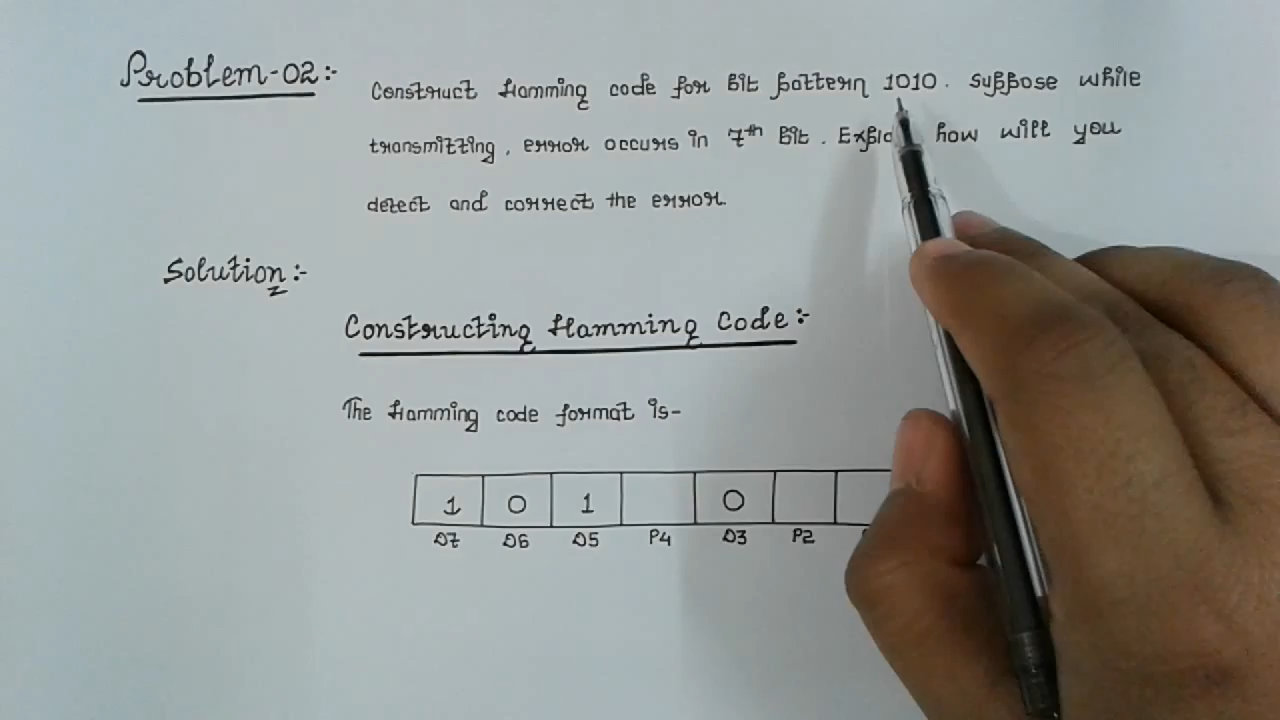 Problem-02:-
Construct Hamming code for Bit pattern 1010. Suppose while
transmitting, error occurs in 7th Bit. how will you
detect and correct the error.
Solution:-
Constructing Hamming Code:-
The Hamming code format is-
1 0 1 0
D7 D6 D5 P4 D3 P2